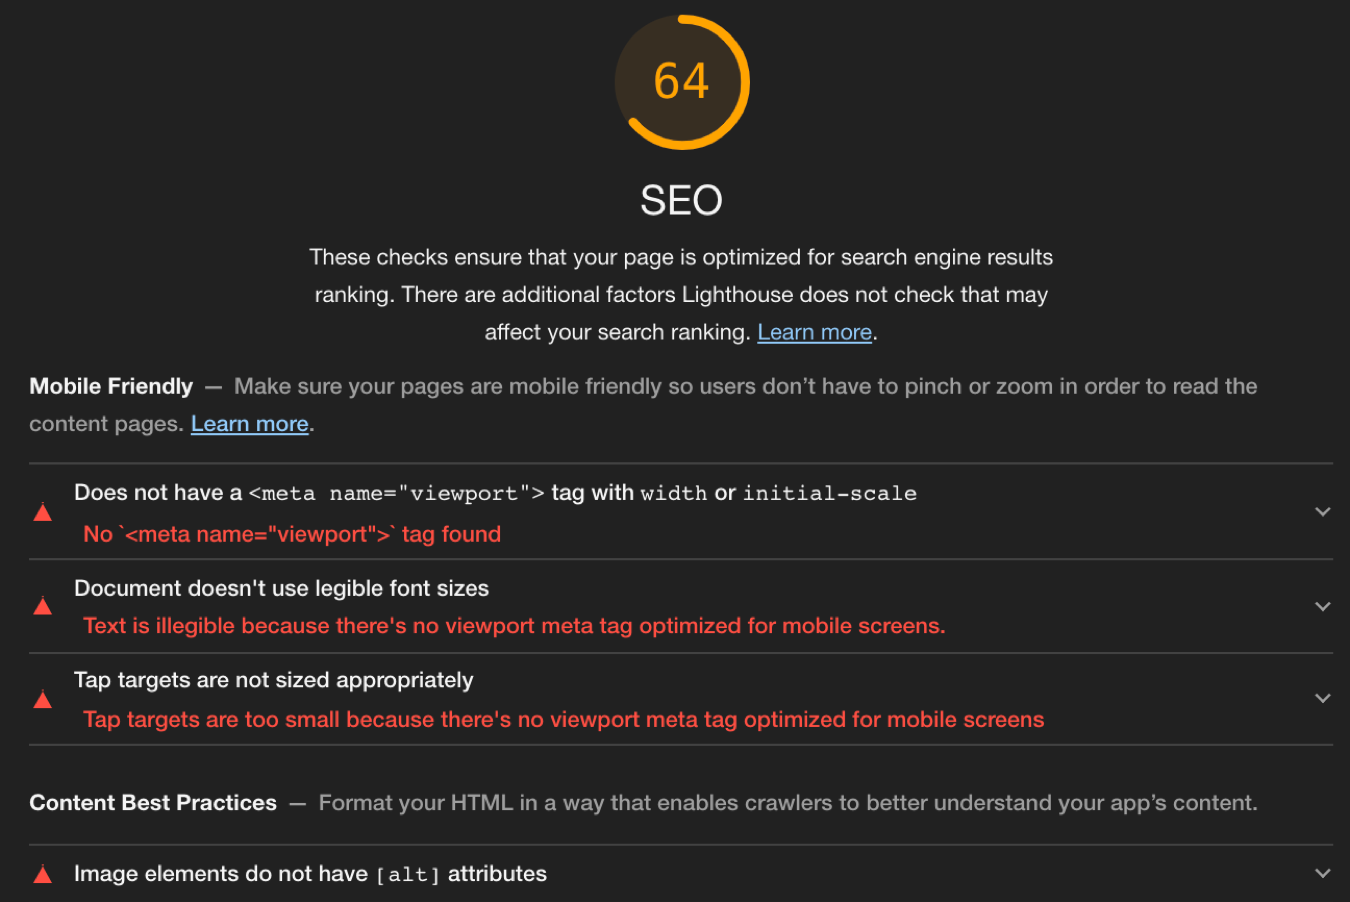 64
SEO
These checks ensure that your page is optimized for search engine results
ranking. There are additional factors Lighthouse does not check that may
affect your search ranking. Learn more.
Mobile Friendly — Make sure your pages are mobile friendly so users don’t have to pinch or zoom in order to read the
content pages. Learn more.
Does not have a <meta name="viewport"> tag with width or initial-scale
No `<meta name="viewport">` tag found
Document doesn't use legible font sizes
Text is illegible because there's no viewport meta tag optimized for mobile screens.
Tap targets are not sized appropriately
Tap targets are too small because there's no viewport meta tag optimized for mobile screens
Content Best Practices — Format your HTML in a way that enables crawlers to better understand your app’s content.
Image elements do not have [alt] attributes